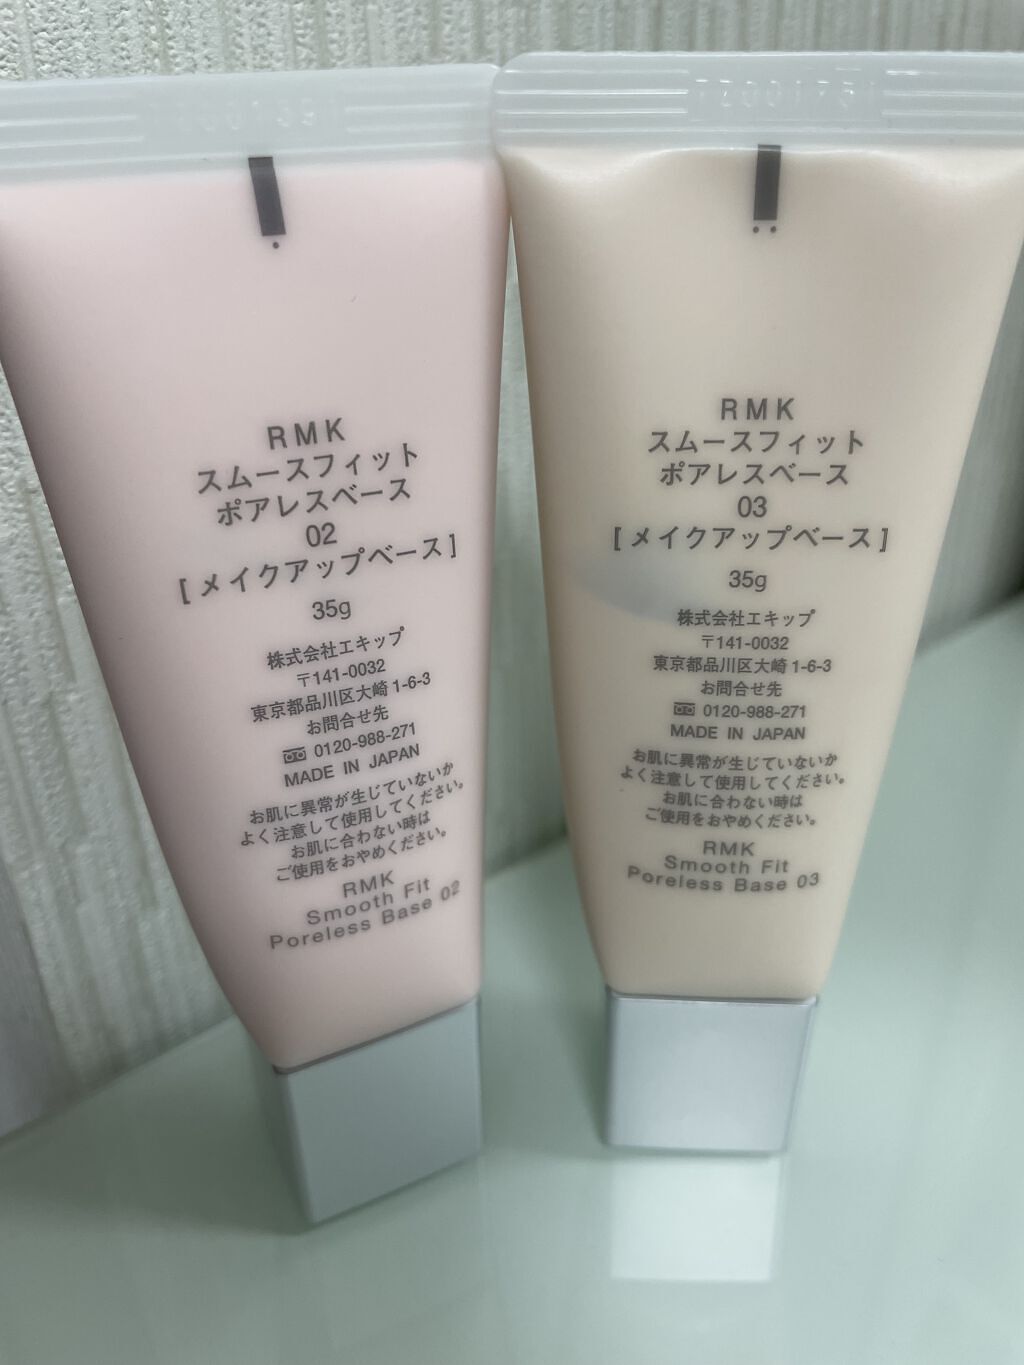 RMK
スムースフィット
ポアレスベース
02
[メイクアップベース]
35g
株式会社エキップ
〒141-0032
東京都品川区大崎1-6-3
お問合せ先
0120-988-271
MADE IN JAPAN
お肌に異常が生じていないか
よく注意して使用してください。
お肌に合わない時は
ご使用をおやめください。
RMK
Smooth Fit
Poreless Base 02
RMK
スムースフィット
ポアレスベース
03
[メイクアップベース]
35g
株式会社エキップ
〒141-0032
東京都品川区大崎1-6-3
お問合せ先
0120-988-271
MADE IN JAPAN
お肌に異常が生じていないか
よく注意して使用してください。
お肌に合わない時は
ご使用をおやめください。
RMK
Smooth Fit
Poreless Base 03